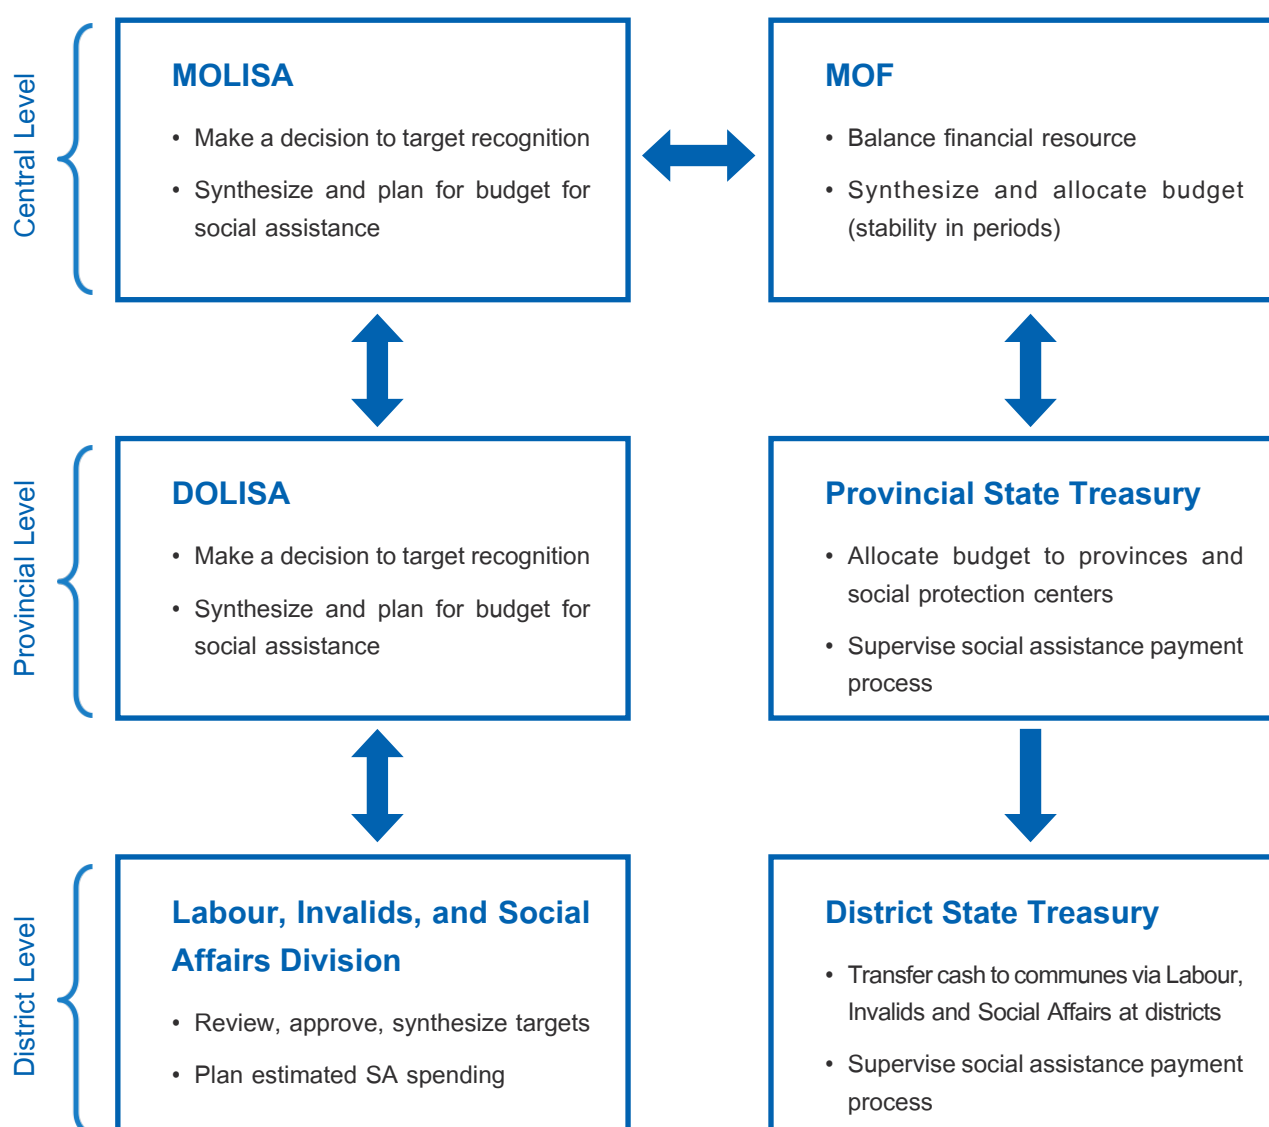 Central Level
MOLISA
• Make a decision to target recognition
• Synthesize and plan for budget for
social assistance
MOF
• Balance financial resource
• Synthesize and allocate budget
(stability in periods)
Provincial Level
DOLISA
• Make a decision to target recognition
• Synthesize and plan for budget for
social assistance
Provincial State Treasury
• Allocate budget to provinces and
social protection centers
• Supervise social assistance payment
process
District Level
Labour, Invalids, and Social
Affairs Division
• Review, approve, synthesize targets
• Plan estimated SA spending
District State Treasury
• Transfer cash to communes via Labour,
Invalids and Social Affairs at districts
• Supervise social assistance payment
process